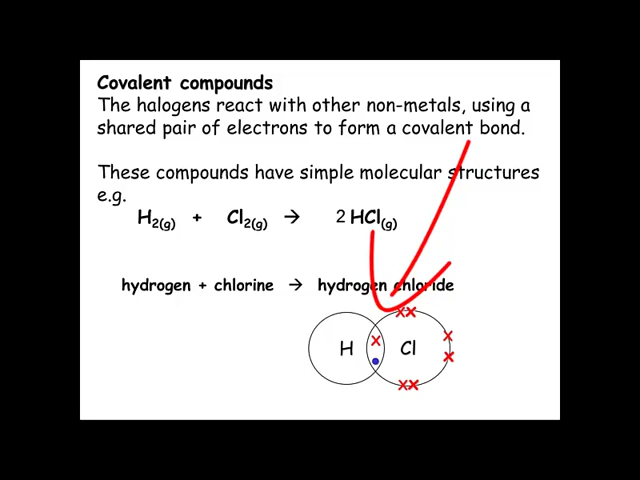 Covalent compounds
The halogens react with other non-metals, using a
shared pair of electrons to form a covalent bond.
These compounds have simple molecular structures
e.g.
H2(g) + Cl2(g) → 2 HCl(g)
hydrogen + chlorine → hydrogen chloride
H Cl